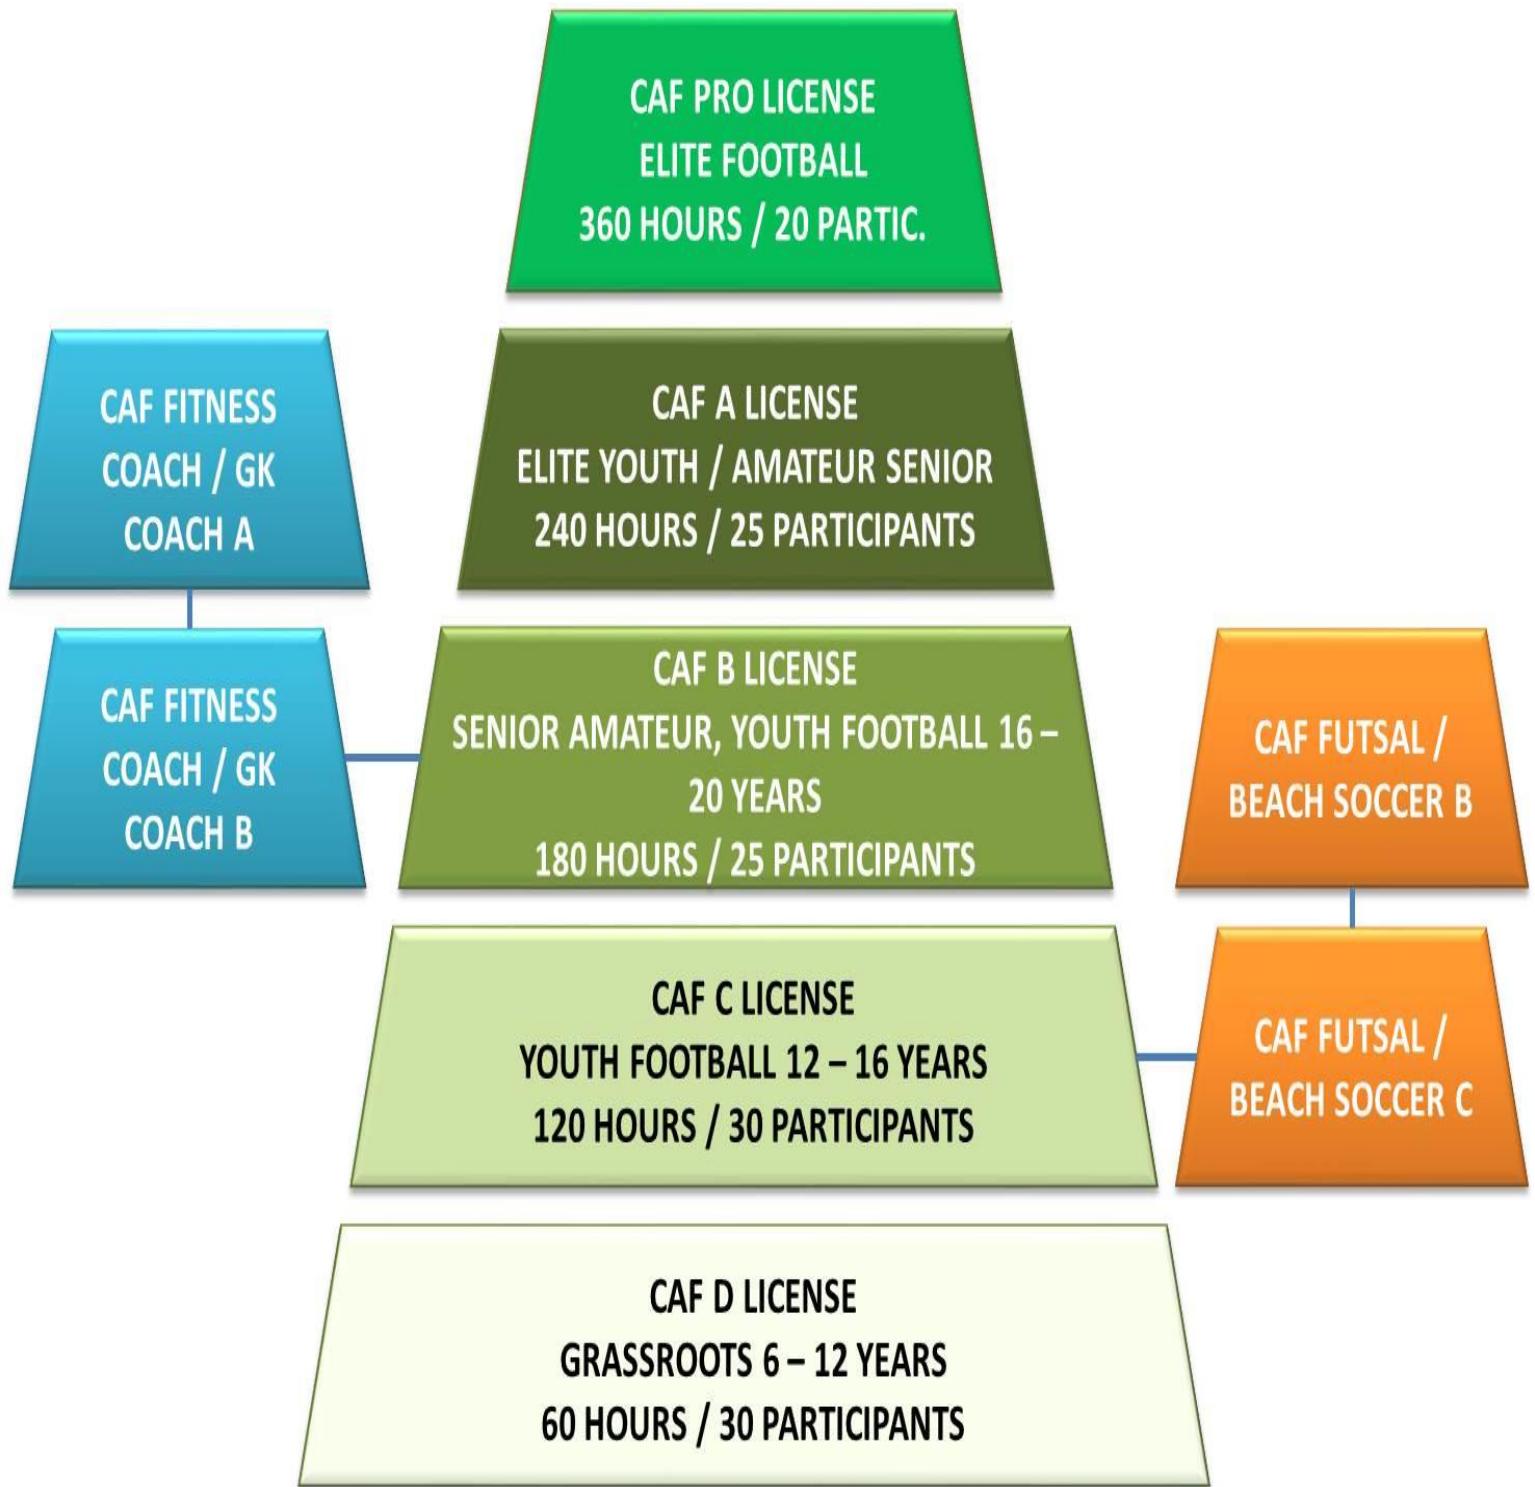 CAF PRO LICENSE
ELITE FOOTBALL
360 HOURS / 20 PARTIC.
CAF FITNESS
COACH / GK
COACH A
CAF A LICENSE
ELITE YOUTH / AMATEUR SENIOR
240 HOURS / 25 PARTICIPANTS
CAF FITNESS
COACH / GK
COACH B
CAF B LICENSE
SENIOR AMATEUR, YOUTH FOOTBALL 16 –
20 YEARS
180 HOURS / 25 PARTICIPANTS
CAF FUTSAL /
BEACH SOCCER B
CAF C LICENSE
YOUTH FOOTBALL 12 – 16 YEARS
120 HOURS / 30 PARTICIPANTS
CAF FUTSAL /
BEACH SOCCER C
CAF D LICENSE
GRASSROOTS 6 – 12 YEARS
60 HOURS / 30 PARTICIPANTS